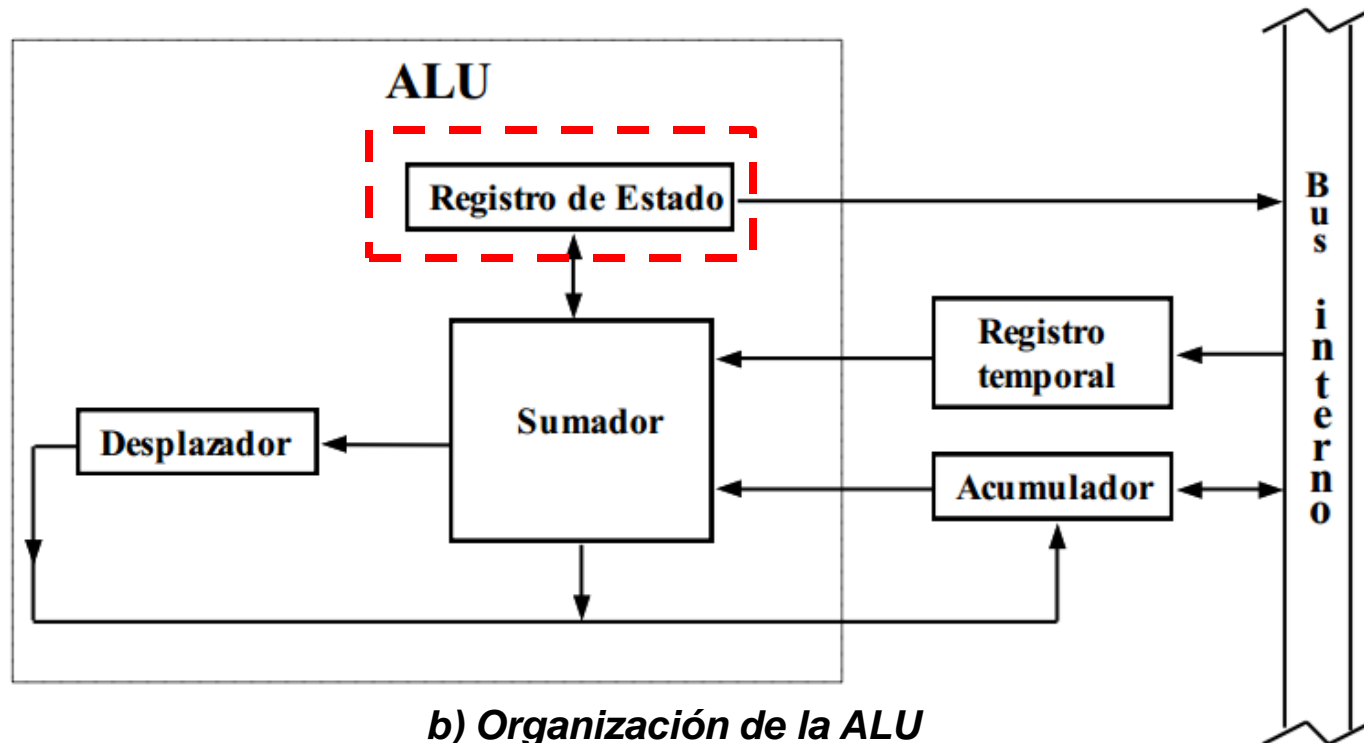 ALU
Registro de Estado
Bus interno
Registro
temporal
Sumador
Desplazador
Acumulador
b) Organización de la ALU